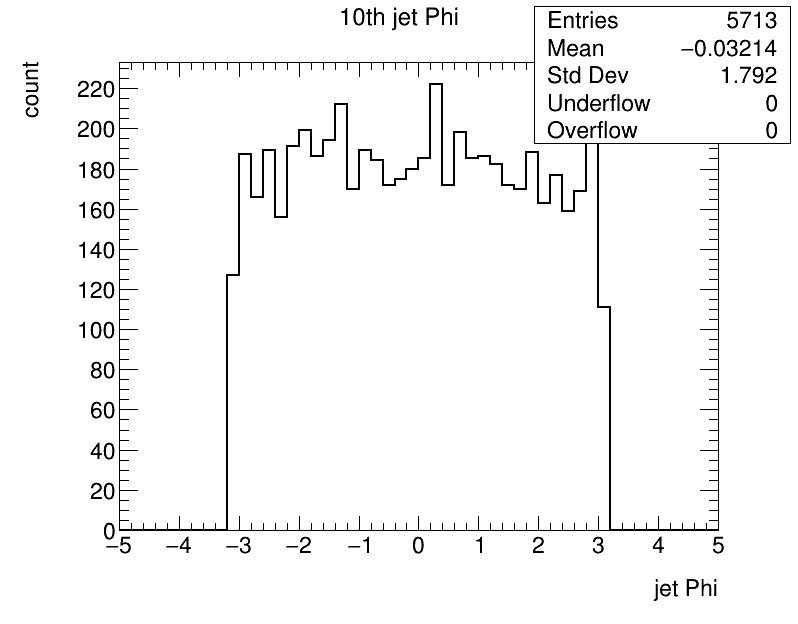 10th jet Phi
Entries 5713
Mean −0.03214
Std Dev 1.792
Underflow 0
Overflow 0
count
220
200
180
160
140
120
100
80
60
40
20
0
−5 −4 −3 −2 −1 0 1 2 3 4 5
jet Phi